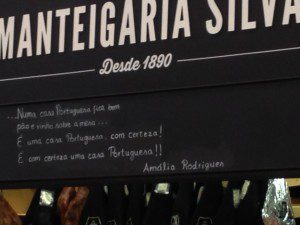 MANTEIGARIA SILVA
Desde 1890
...Numa casa Portuguesa fica bem
pão e vinho sobre a mesa...
É uma casa Portuguesa, com certeza!
É com certeza uma casa Portuguesa!!
Amália Rodrigues